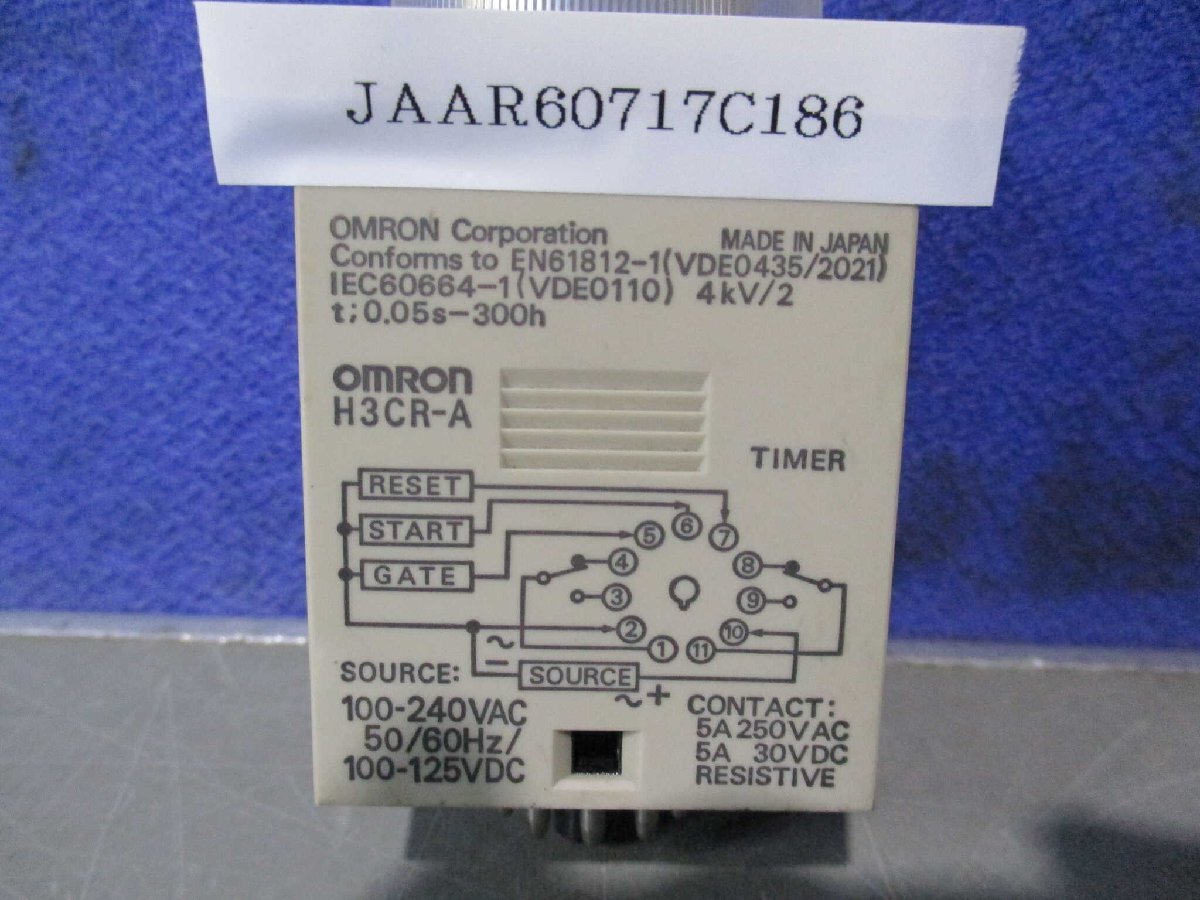 JAAR60717C186
OMRON Corporation MADE IN JAPAN
Conforms to EN61812-1(VDE0435/2021)
IEC60664-1(VDE0110) 4kV/2
t;0.05s-300h
OMRON
H3CR-A
TIMER
RESET
START
GATE
5 6 7
4 8
3 9
2 10
1 11
~
-
SOURCE
~ +
SOURCE:
100-240VAC
50/60Hz/
100-125VDC
CONTACT:
5A 250VAC
5A 30VDC
RESISTIVE